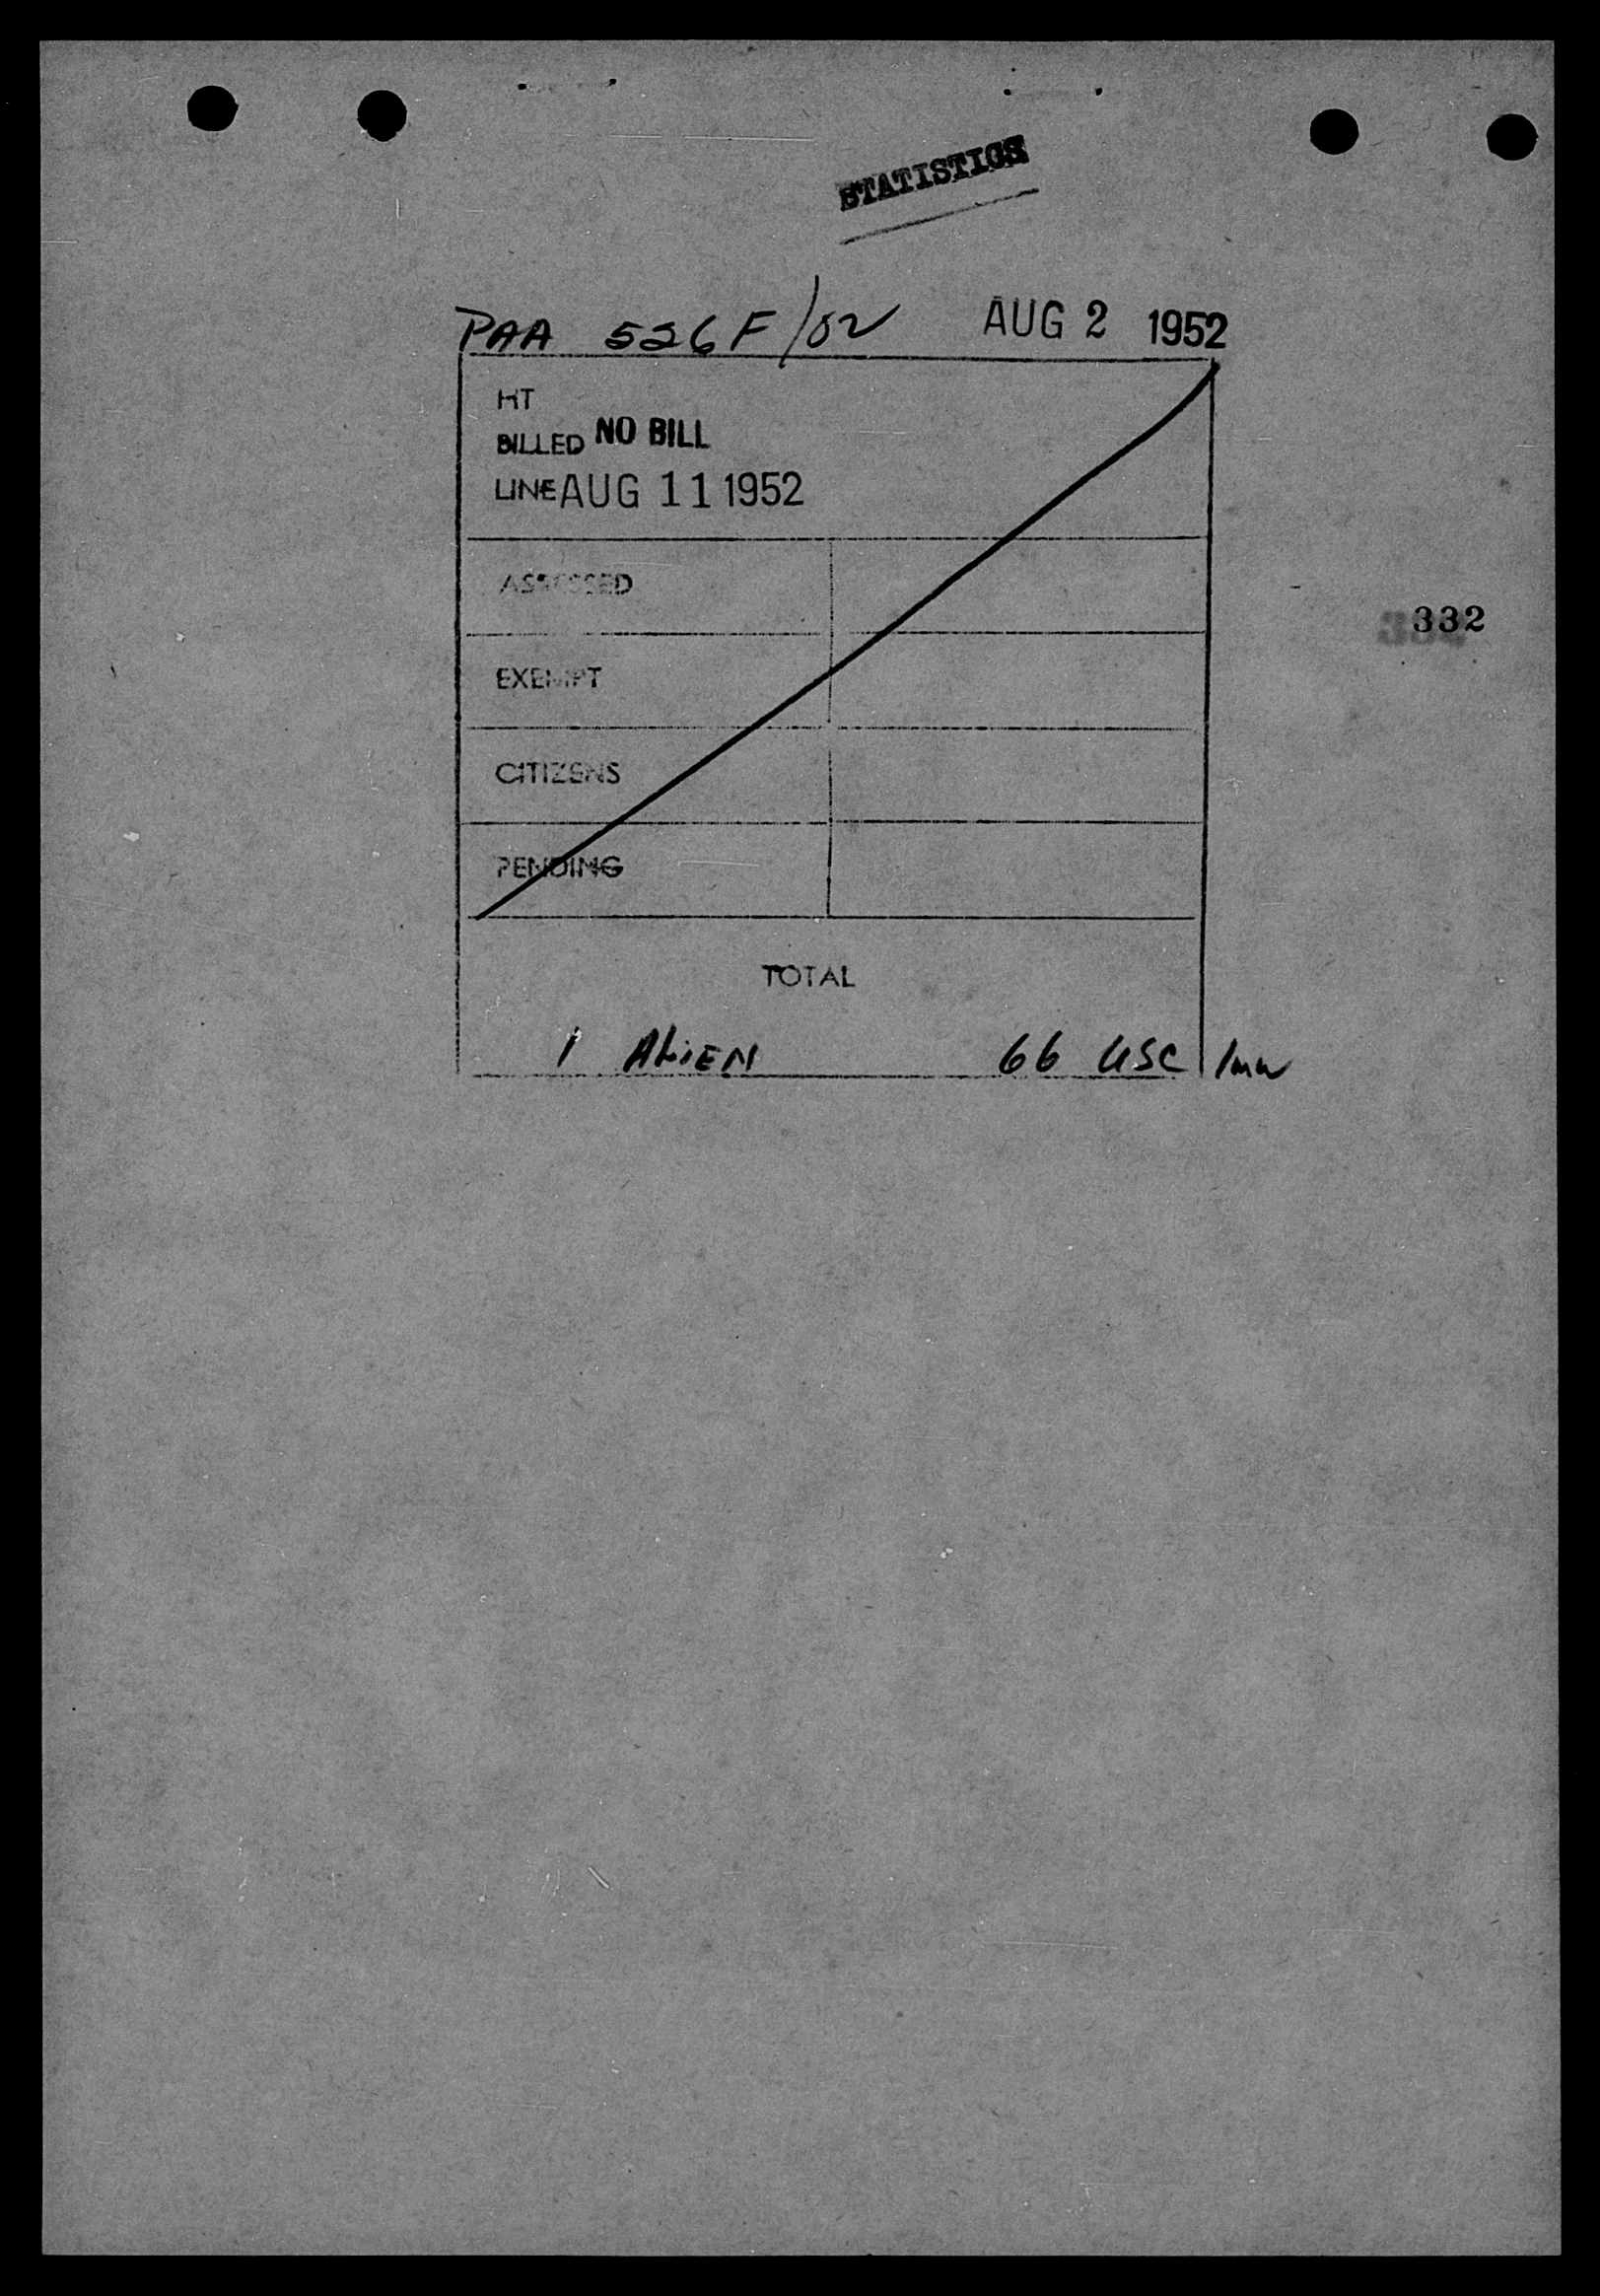 STATISTICS
PAA 526F/02 AUG 2 1952
HT
BILLED NO BILL
LINE AUG 11 1952
ASSESSED
332
EXEMPT
CITIZENS
PENDING
TOTAL
1 ALIEN 66 USC